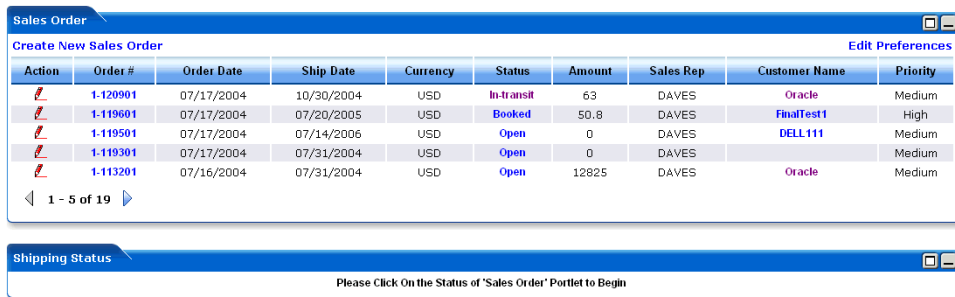 Sales Order
Create New Sales Order Edit Preferences
Action Order # Order Date Ship Date Currency Status Amount Sales Rep Customer Name Priority
1-120901 07/17/2004 10/30/2004 USD In-transit 63 DAVES Oracle Medium
1-119601 07/17/2004 07/20/2005 USD Booked 50.8 DAVES FinalTest1 High
1-119501 07/17/2004 07/14/2006 USD Open 0 DAVES DELL111 Medium
1-119301 07/17/2004 07/31/2004 USD Open 0 DAVES Medium
1-113201 07/16/2004 07/31/2004 USD Open 12825 DAVES Oracle Medium
1 - 5 of 19
Shipping Status
Please Click On the Status of 'Sales Order' Portlet to Begin